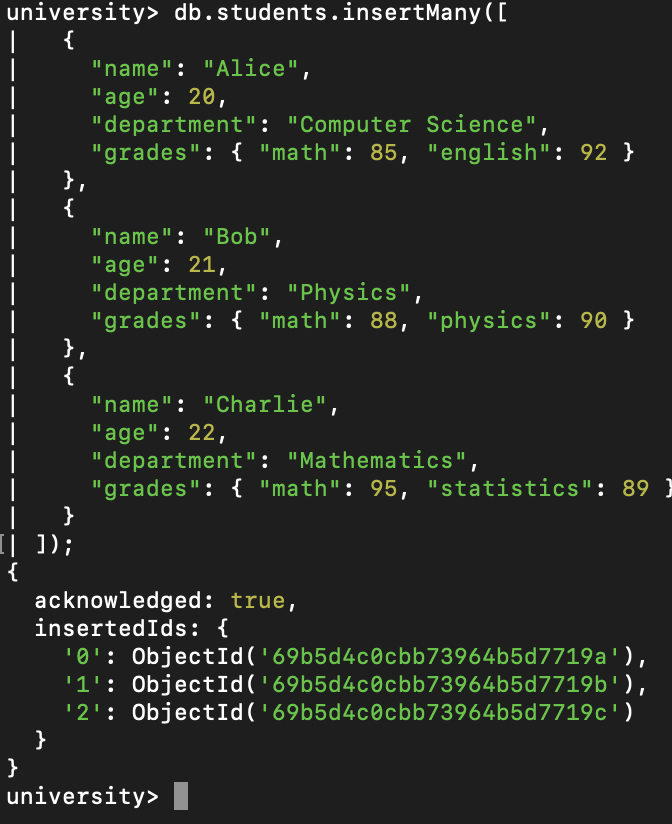 university> db.students.insertMany([
|   {
|     "name": "Alice",
|     "age": 20,
|     "department": "Computer Science",
|     "grades": { "math": 85, "english": 92 }
|   },
|   {
|     "name": "Bob",
|     "age": 21,
|     "department": "Physics",
|     "grades": { "math": 88, "physics": 90 }
|   },
|   {
|     "name": "Charlie",
|     "age": 22,
|     "department": "Mathematics",
|     "grades": { "math": 95, "statistics": 89 }
|   }
[| ]);
{
  acknowledged: true,
  insertedIds: {
    '0': ObjectId('69b5d4c0cbb73964b5d7719a'),
    '1': ObjectId('69b5d4c0cbb73964b5d7719b'),
    '2': ObjectId('69b5d4c0cbb73964b5d7719c')
  }
}
university>